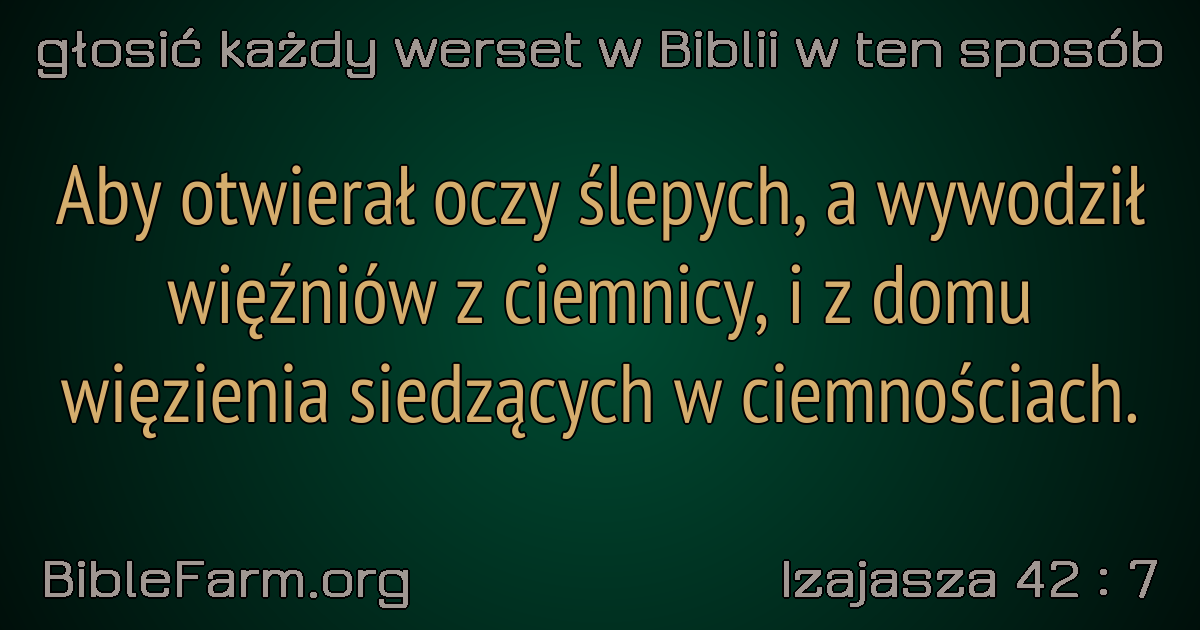 głosić każdy werset w Biblii w ten sposób
Aby otwierał oczy ślepych, a wywodził
więźniów z ciemnicy, i z domu
więzienia siedzących w ciemnościach.
BibleFarm.org
Izajasza 42 : 7